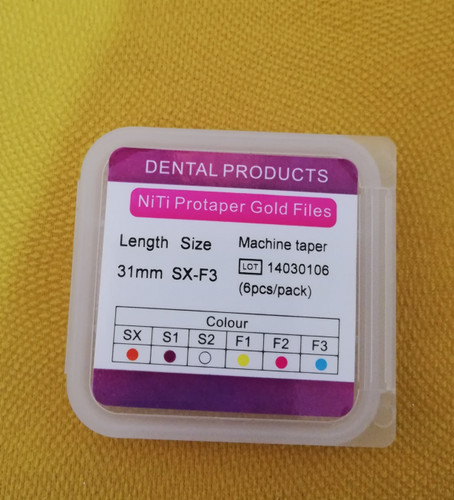 DENTAL PRODUCTS
NiTi Protaper Gold Files
Length Size
Machine taper
31mm SX-F3
LOT 14030106
(6pcs/pack)
Colour
SX S1 S2 F1 F2 F3